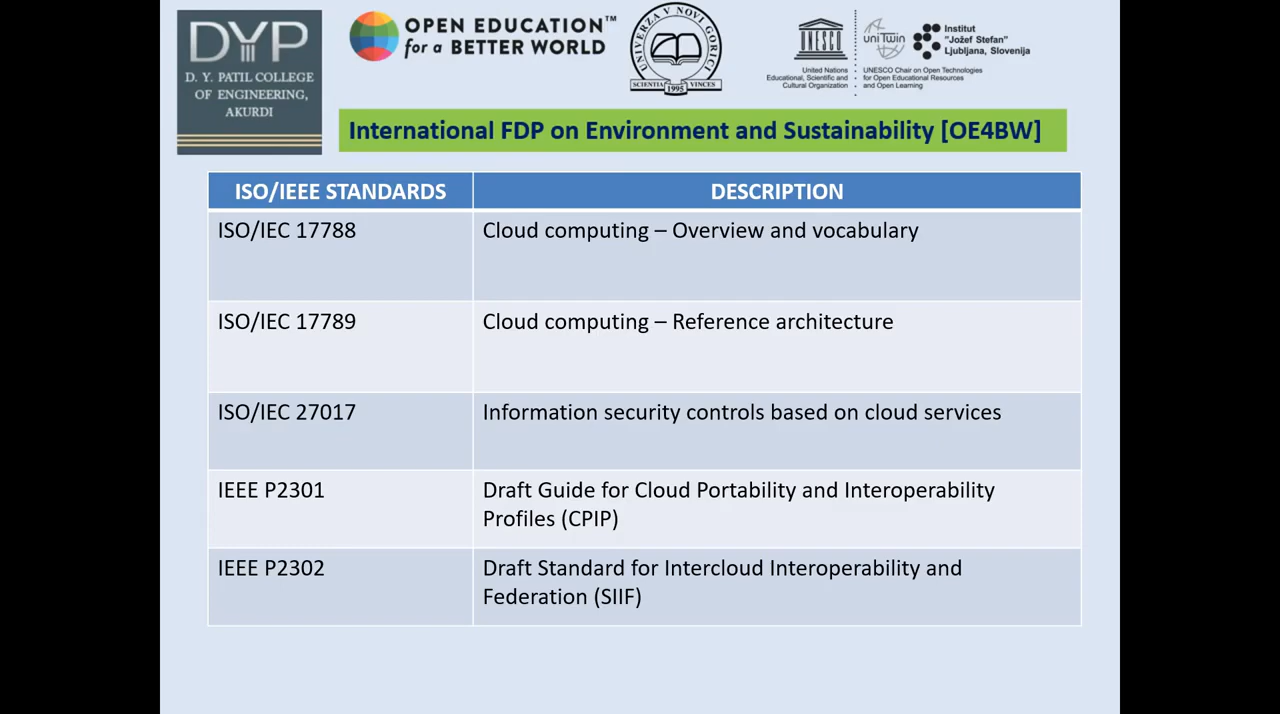 DYP
D. Y. PATIL COLLEGE
OF ENGINEERING,
AKURDI
OPEN EDUCATION™
for a BETTER WORLD
UNIVERZA V NOVI GORICI
SCIENTIA VINCES
1995
UNESCO
United Nations
Educational, Scientific and
Cultural Organization
uniTwin
Institut
"Jožef Stefan"
Ljubljana, Slovenija
UNESCO Chair on Open Technologies
for Open Educational Resources
and Open Learning
International FDP on Environment and Sustainability [OE4BW]
ISO/IEEE STANDARDS DESCRIPTION
ISO/IEC 17788 Cloud computing – Overview and vocabulary
ISO/IEC 17789 Cloud computing – Reference architecture
ISO/IEC 27017 Information security controls based on cloud services
IEEE P2301 Draft Guide for Cloud Portability and Interoperability
Profiles (CPIP)
IEEE P2302 Draft Standard for Intercloud Interoperability and
Federation (SIIF)